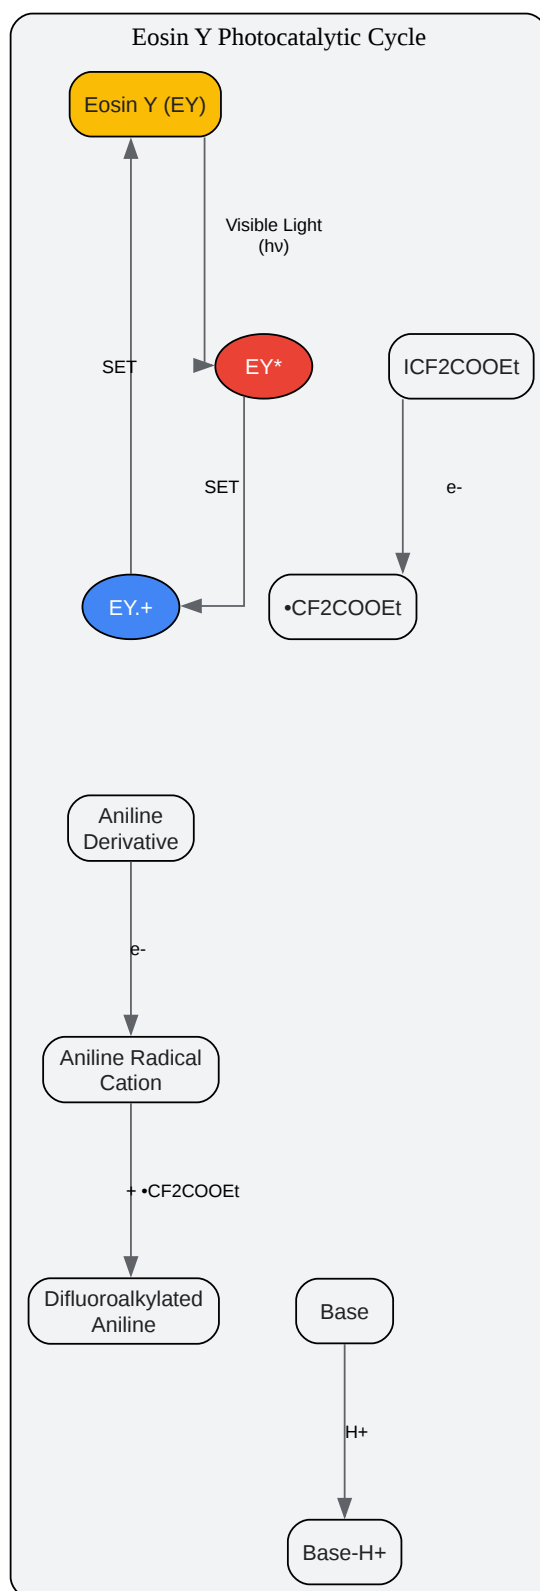 Eosin Y Photocatalytic Cycle
Eosin Y (EY)
Visible Light
(hν)
SET
EY*
ICF2COOEt
SET
e-
EY.+
•CF2COOEt
Aniline
Derivative
e-
Aniline Radical
Cation
+ •CF2COOEt
Difluoroalkylated
Aniline
Base
H+
Base-H+